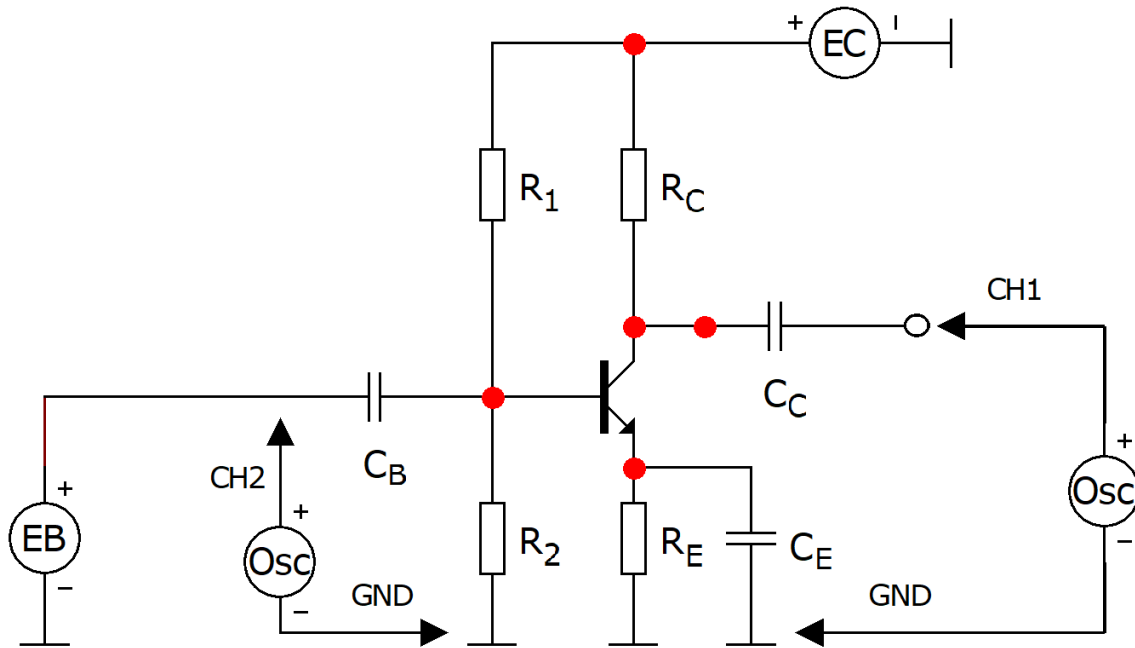 + EC -
R1
RC
CH1
CC
CB
CH2
+
+
+
EB
Osc
R2
RE
CE
Osc
-
-
-
GND
GND